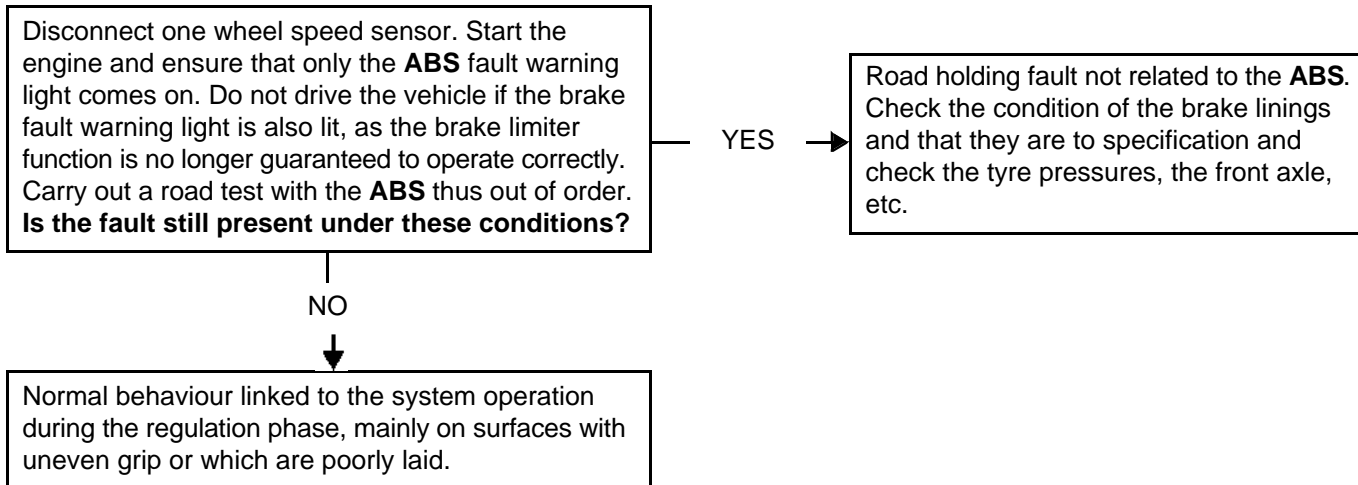 Disconnect one wheel speed sensor. Start the
engine and ensure that only the ABS fault warning
light comes on. Do not drive the vehicle if the brake
fault warning light is also lit, as the brake limiter
function is no longer guaranteed to operate correctly.
Carry out a road test with the ABS thus out of order.
Is the fault still present under these conditions?
YES
Road holding fault not related to the ABS.
Check the condition of the brake linings
and that they are to specification and
check the tyre pressures, the front axle,
etc.
NO
Normal behaviour linked to the system operation
during the regulation phase, mainly on surfaces with
uneven grip or which are poorly laid.